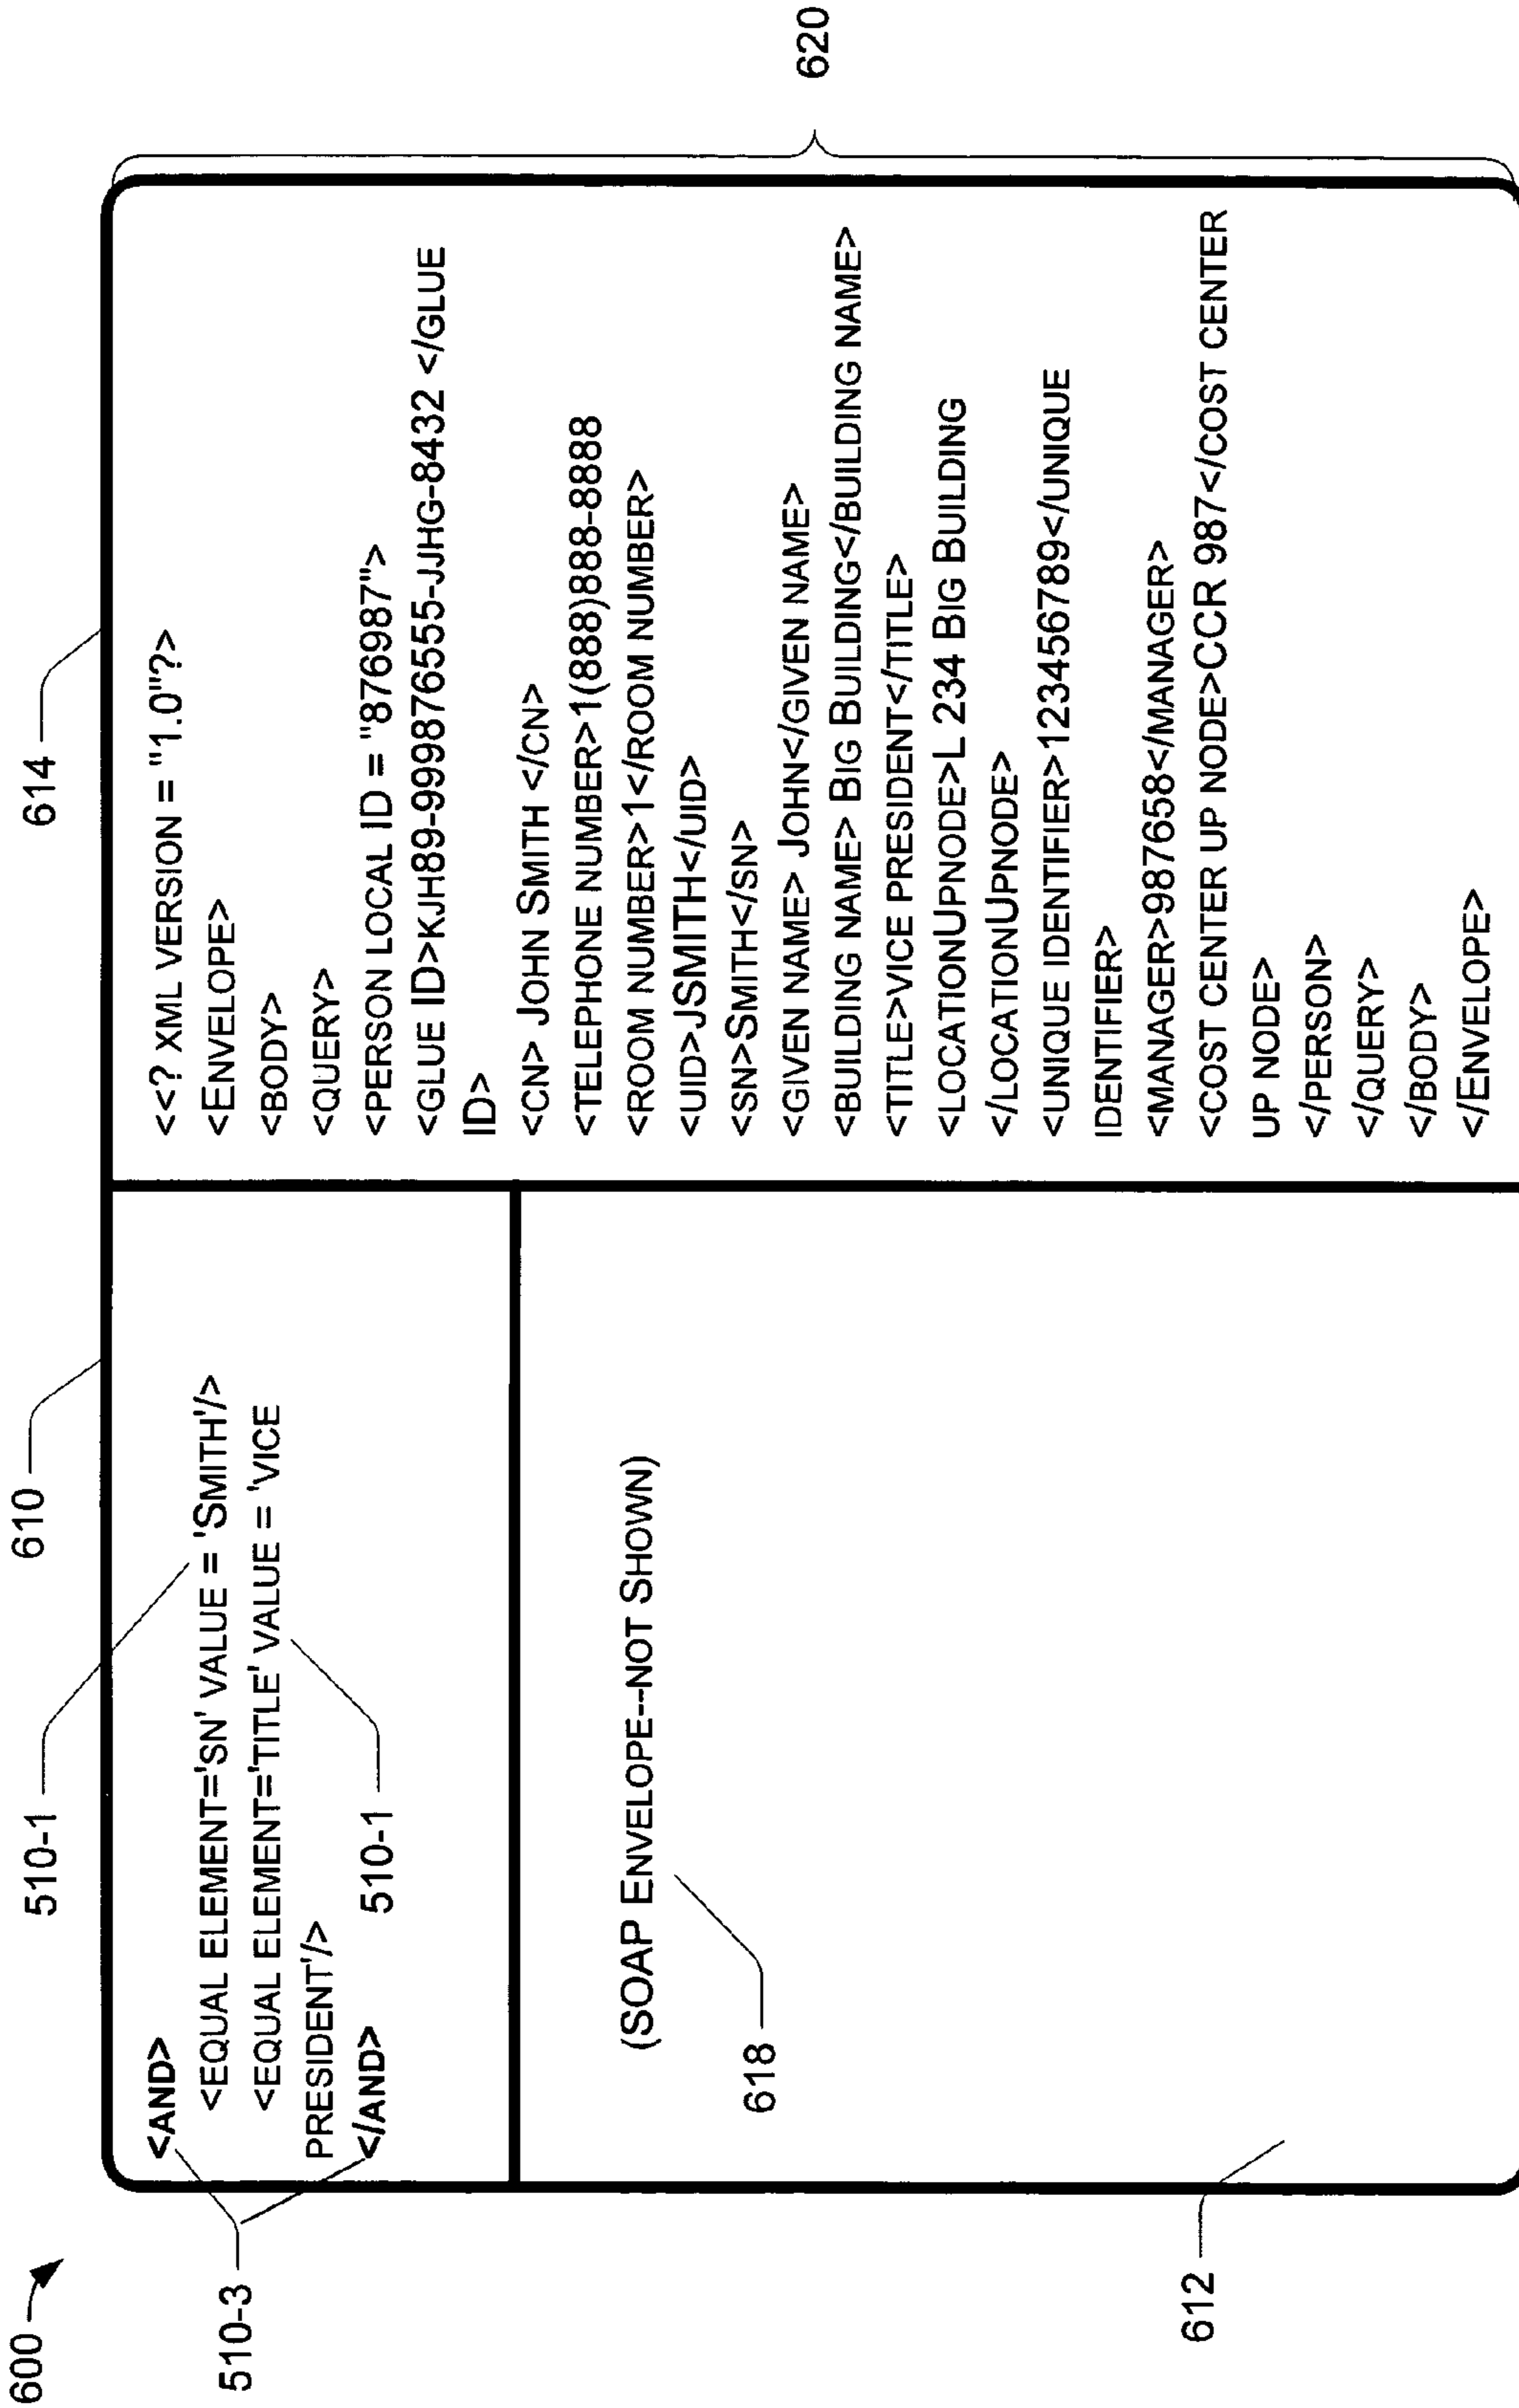 600
510-1
610
614
510-3
<AND>
<EQUAL ELEMENT='SN' VALUE = 'SMITH'/>
<EQUAL ELEMENT='TITLE' VALUE = 'VICE
PRESIDENT'/>
</AND>
510-1
(SOAP ENVELOPE--NOT SHOWN)
618
612
<<? XML VERSION = "1.0"?>
<ENVELOPE>
<BODY>
<QUERY>
<PERSON LOCAL ID = "876987">
<GLUE ID>KJH89-999876555-JJHG-8432 </GLUE
ID>
<CN> JOHN SMITH </CN>
<TELEPHONE NUMBER>1(888)888-8888
<ROOM NUMBER>1</ROOM NUMBER>
<UID>JSMITH</UID>
<SN>SMITH</SN>
<GIVEN NAME> JOHN</GIVEN NAME>
<BUILDING NAME> BIG BUILDING</BUILDING NAME>
<TITLE>VICE PRESIDENT</TITLE>
<LOCATIONUPNODE>L 234 BIG BUILDING
</LOCATIONUPNODE>
<UNIQUE IDENTIFIER>123456789</UNIQUE
IDENTIFIER>
<MANAGER>987658</MANAGER>
<COST CENTER UP NODE>CCR 987</COST CENTER
UP NODE>
</PERSON>
</QUERY>
</BODY>
</ENVELOPE>
620